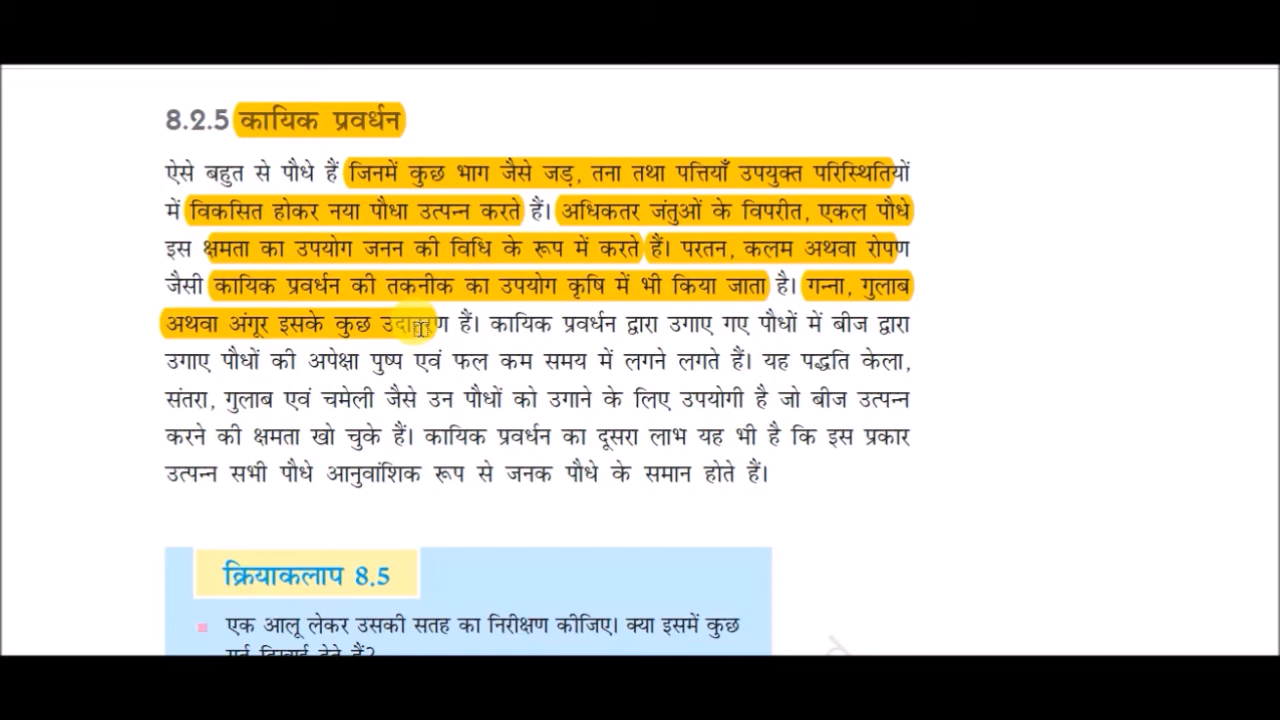 8.2.5 कायिक प्रवर्धन
ऐसे बहुत से पौधे हैं जिनमें कुछ भाग जैसे जड़, तना तथा पत्तियाँ उपयुक्त परिस्थितियों
में विकसित होकर नया पौधा उत्पन्न करते हैं। अधिकतर जंतुओं के विपरीत, एकल पौधे
इस क्षमता का उपयोग जनन की विधि के रूप में करते हैं। परतन, कलम अथवा रोपण
जैसी कायिक प्रवर्धन की तकनीक का उपयोग कृषि में भी किया जाता है। गन्ना, गुलाब
अथवा अंगूर इसके कुछ उदाहरण हैं। कायिक प्रवर्धन द्वारा उगाए गए पौधों में बीज द्वारा
उगाए पौधों की अपेक्षा पुष्प एवं फल कम समय में लगने लगते हैं। यह पद्धति केला,
संतरा, गुलाब एवं चमेली जैसे उन पौधों को उगाने के लिए उपयोगी है जो बीज उत्पन्न
करने की क्षमता खो चुके हैं। कायिक प्रवर्धन का दूसरा लाभ यह भी है कि इस प्रकार
उत्पन्न सभी पौधे आनुवांशिक रूप से जनक पौधे के समान होते हैं।
क्रियाकलाप 8.5
एक आलू लेकर उसकी सतह का निरीक्षण कीजिए। क्या इसमें कुछ
गर्त दिखाई देते हैं?